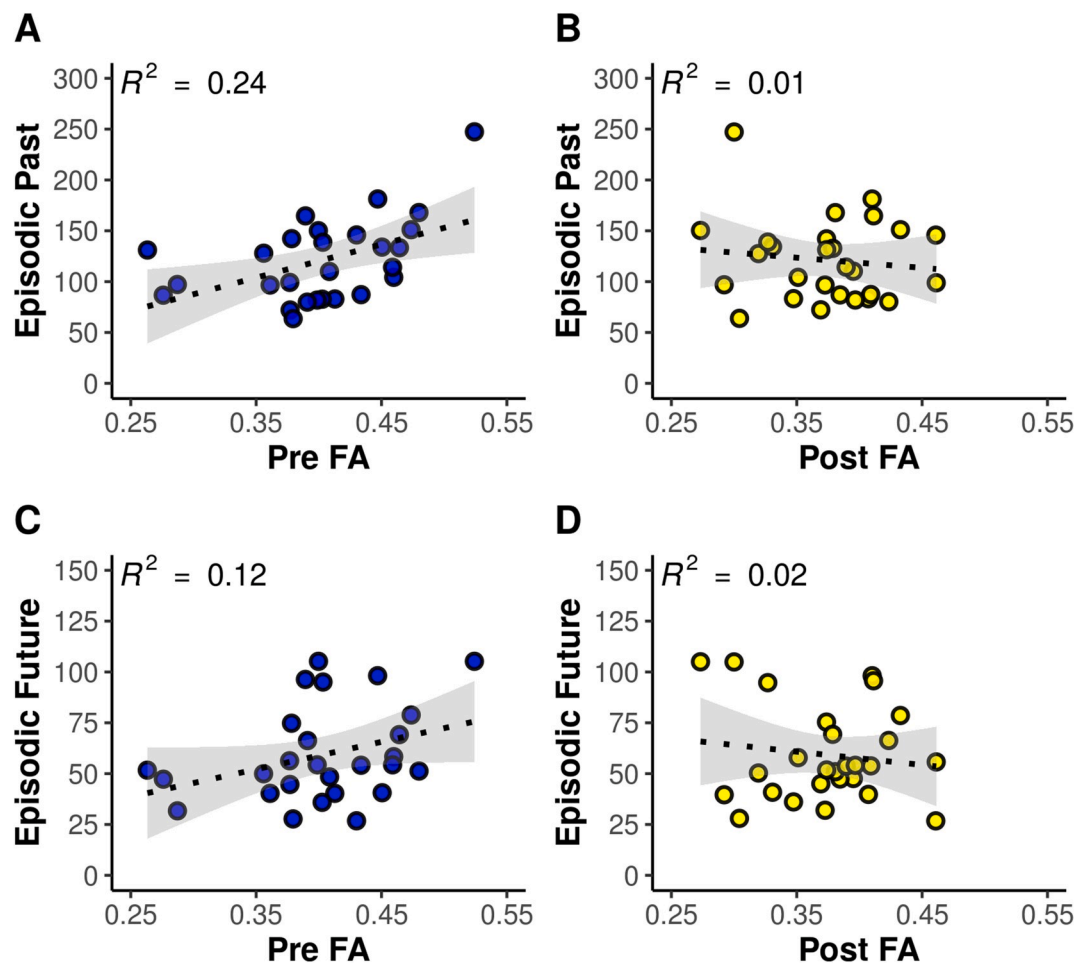 A
R² = 0.24
Episodic Past
300
250
200
150
100
50
0
0.25 0.35 0.45 0.55
Pre FA
B
R² = 0.01
Episodic Past
300
250
200
150
100
50
0
0.25 0.35 0.45 0.55
Post FA
C
R² = 0.12
Episodic Future
150
125
100
75
50
25
0
0.25 0.35 0.45 0.55
Pre FA
D
R² = 0.02
Episodic Future
150
125
100
75
50
25
0
0.25 0.35 0.45 0.55
Post FA